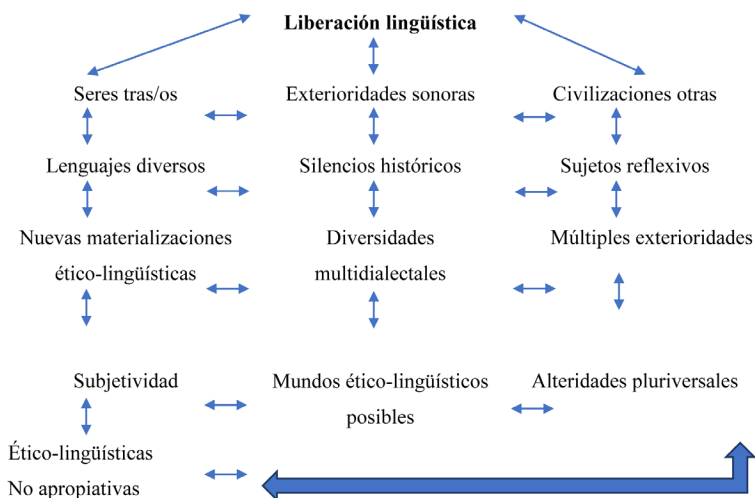 Liberación lingüística
Seres tras/os
Exterioridades sonoras
Civilizaciones otras
Lenguajes diversos
Silencios históricos
Sujetos reflexivos
Nuevas materializaciones
ético-lingüísticas
Diversidades
multidialectales
Múltiples exterioridades
Subjetividad
Mundos ético-lingüísticos
posibles
Alteridades pluriversales
Ético-lingüísticas
No apropiativas